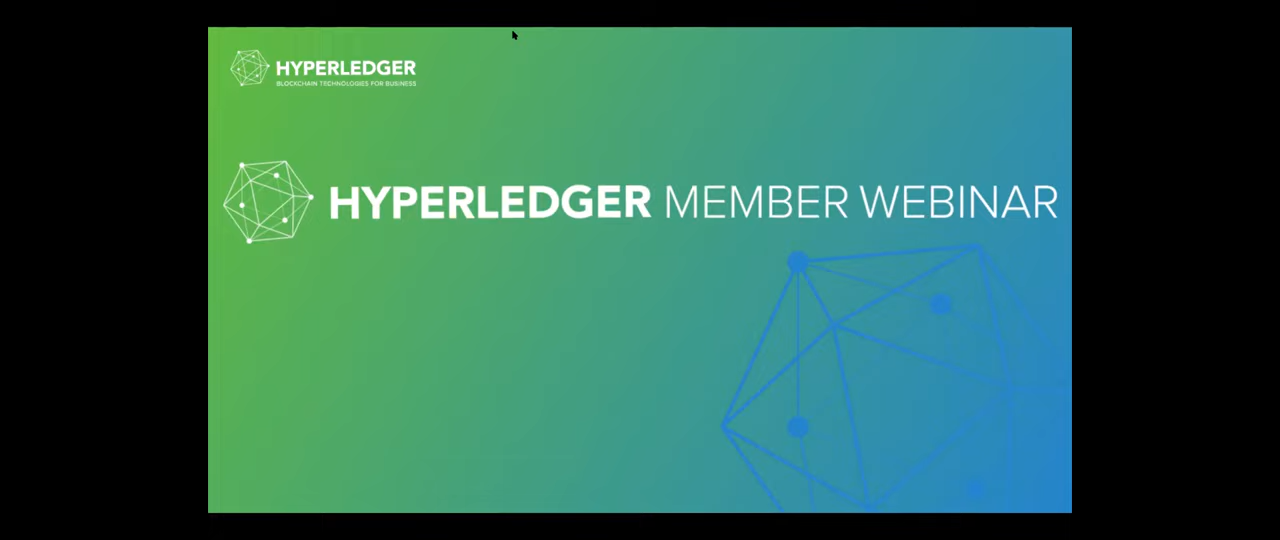 HYPERLEDGER
BLOCKCHAIN TECHNOLOGIES FOR BUSINESS
HYPERLEDGER MEMBER WEBINAR